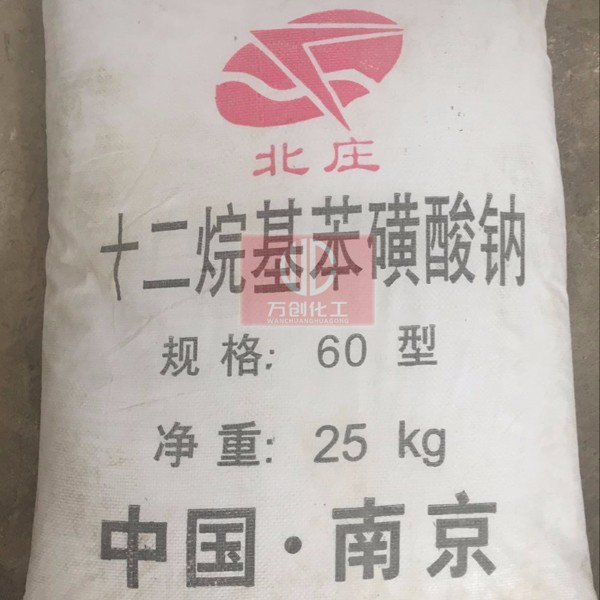 北庄
十二烷基苯磺酸钠
万创化工
WANCHUANGHUAGONG
规格: 60 型
净重: 25 kg
中国·南京